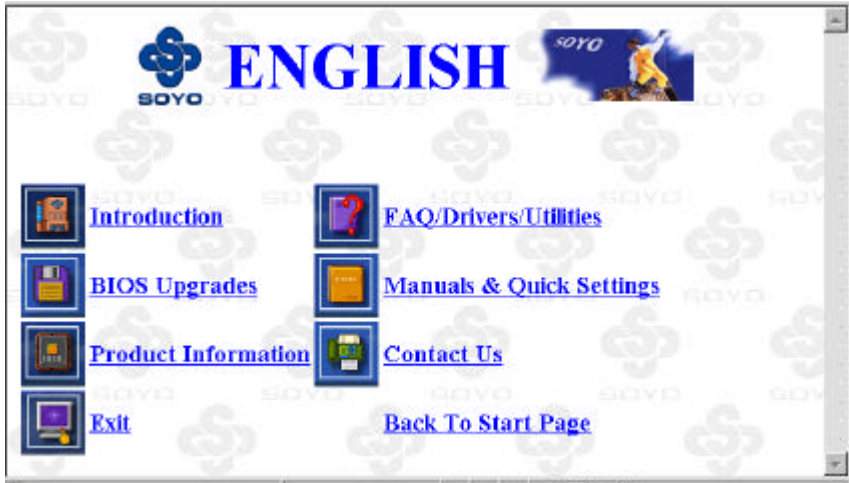 SOYO ENGLISH SOYO
Introduction
FAQ/Drivers/Utilities
BIOS Upgrades
Manuals & Quick Settings
Product Information
Contact Us
Exit
Back To Start Page